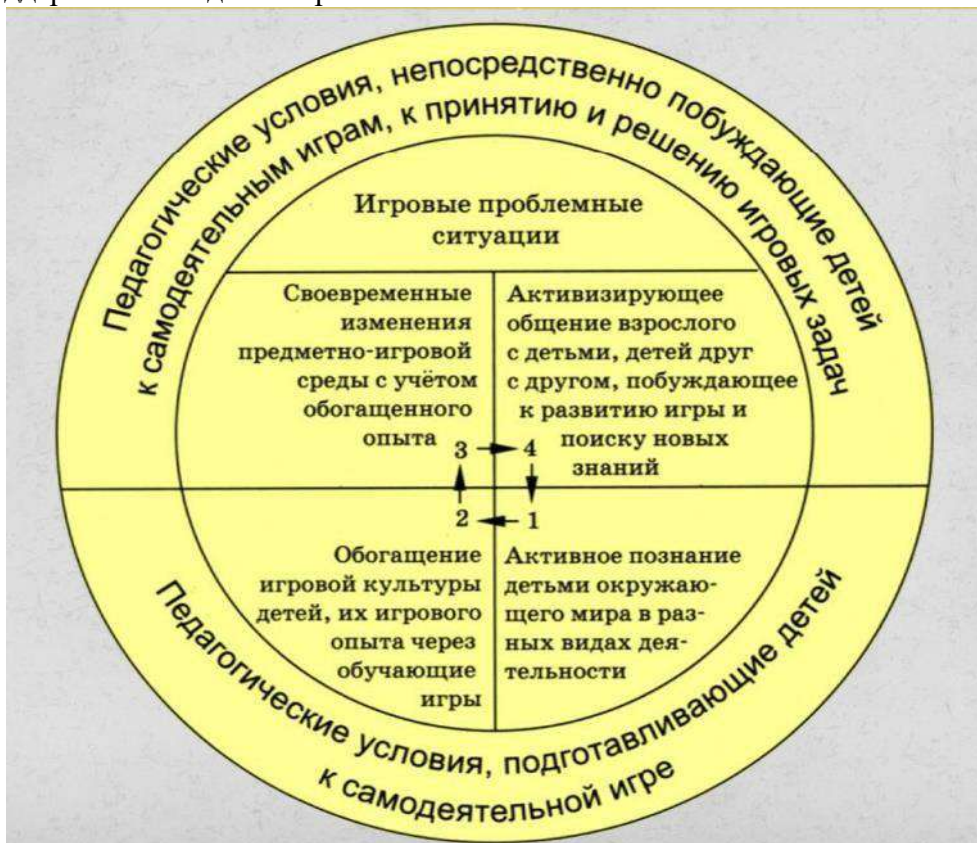 Педагогические условия, непосредственно побуждающие детей
к самодеятельным играм, к принятию и решению игровых задач
Игровые проблемные
ситуации
Своевременные
изменения
предметно-игровой
среды с учётом
обогащенного
опыта
3
Активизирующее
общение взрослого
с детьми, детей друг
с другом, побуждающее
к развитию игры и
поиску новых
знаний
4
2
1
Обогащение
игровой культуры
детей, их игрового
опыта через
обучающие
игры
Активное познание
детьми окружаю-
щего мира в раз-
ных видах дея-
тельности
Педагогические условия, подготавливающие детей
к самодеятельной игре